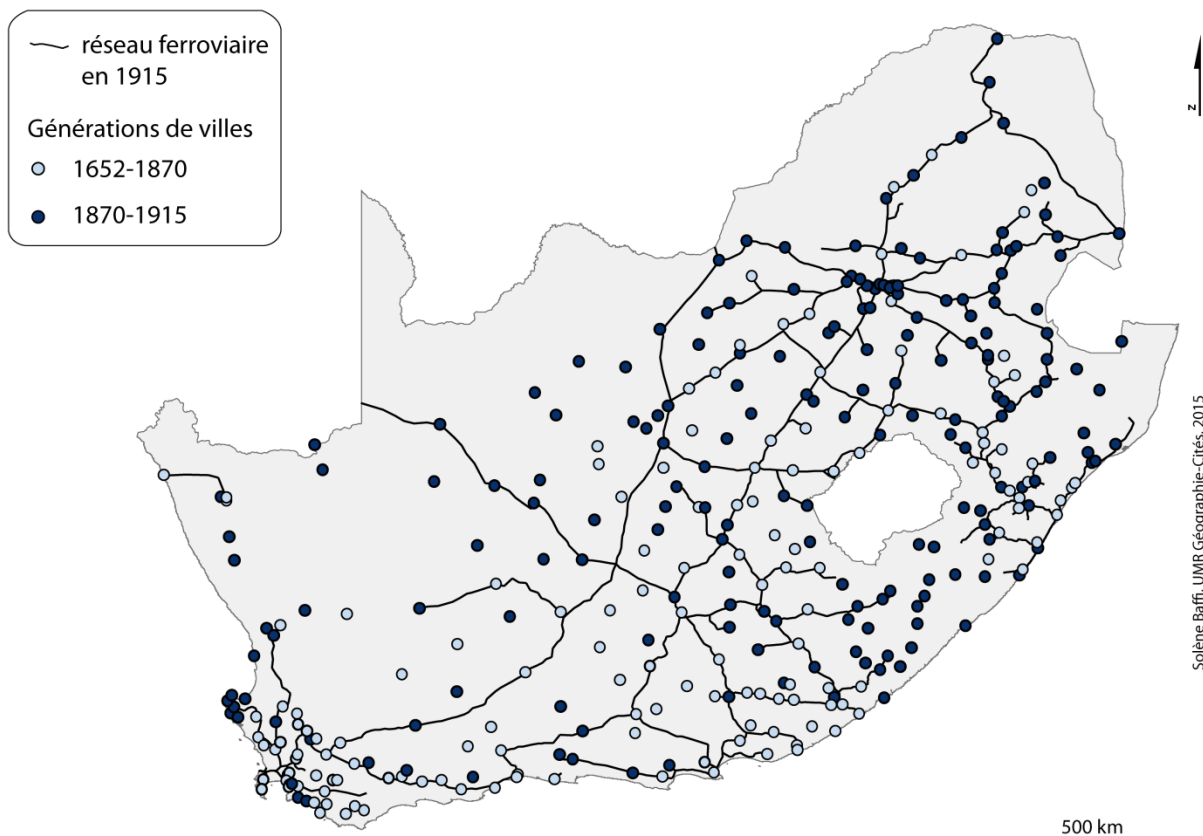 réseau ferroviaire
en 1915
Générations de villes
1652-1870
1870-1915
N
Solène Baffi, UMR Géographie-Cités, 2015
500 km